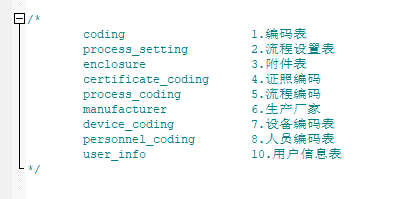 /*
coding 1.编码表
process_setting 2.流程设置表
enclosure 3.附件表
certificate_coding 4.证照编码
process_coding 5.流程编码
manufacturer 6.生产厂家
device_coding 7.设备编码表
personnel_coding 8.人员编码表
user_info 10.用户信息表
*/